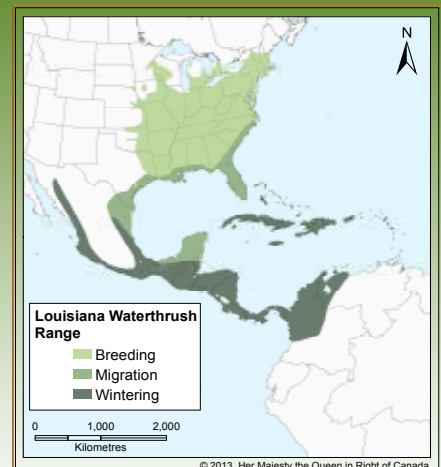 N
Louisiana Waterthrush
Range
Breeding
Migration
Wintering
0 1,000 2,000
Kilometres
© 2013. Her Majesty the Queen in Right of Canada